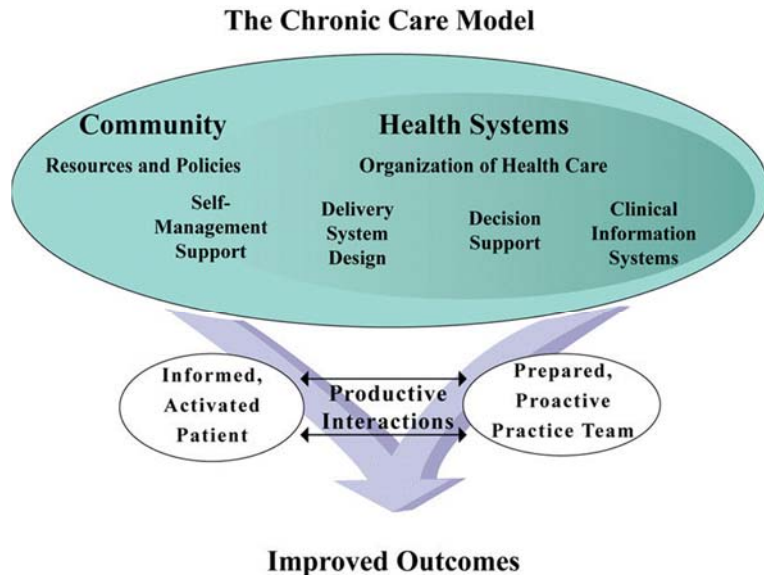 The Chronic Care Model
Community
Health Systems
Resources and Policies
Organization of Health Care
Self-
Management
Support
Delivery
System
Design
Decision
Support
Clinical
Information
Systems
Informed,
Activated
Patient
Productive
Interactions
Prepared,
Proactive
Practice Team
Improved Outcomes